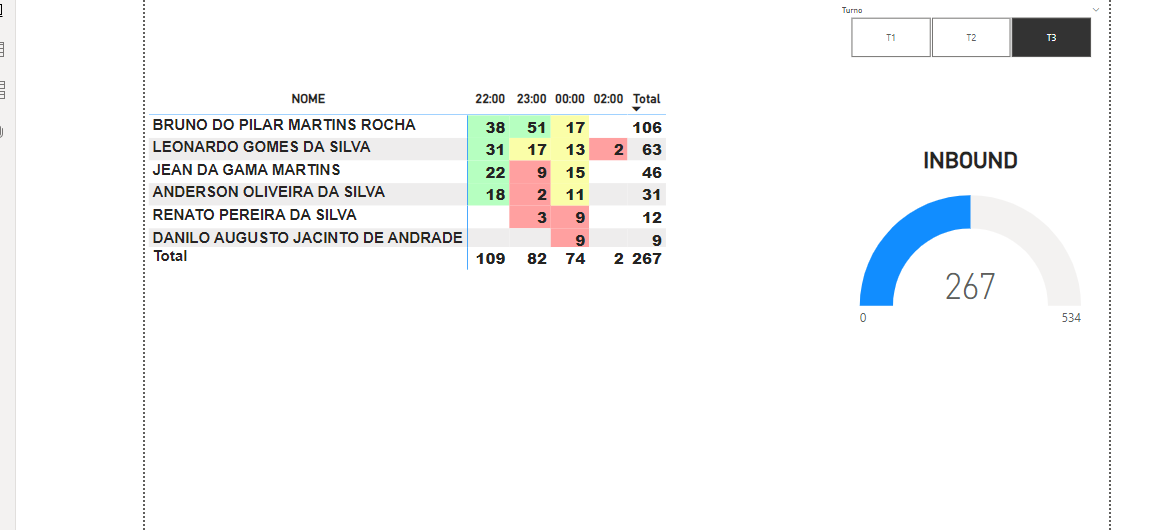 Turno
T1 T2 T3
NOME 22:00 23:00 00:00 02:00 Total
BRUNO DO PILAR MARTINS ROCHA 38 51 17 106
LEONARDO GOMES DA SILVA 31 17 13 2 63
JEAN DA GAMA MARTINS 22 9 15 46
ANDERSON OLIVEIRA DA SILVA 18 2 11 31
RENATO PEREIRA DA SILVA 3 9 12
DANILO AUGUSTO JACINTO DE ANDRADE 9 9
Total 109 82 74 2 267
INBOUND
267
0 534